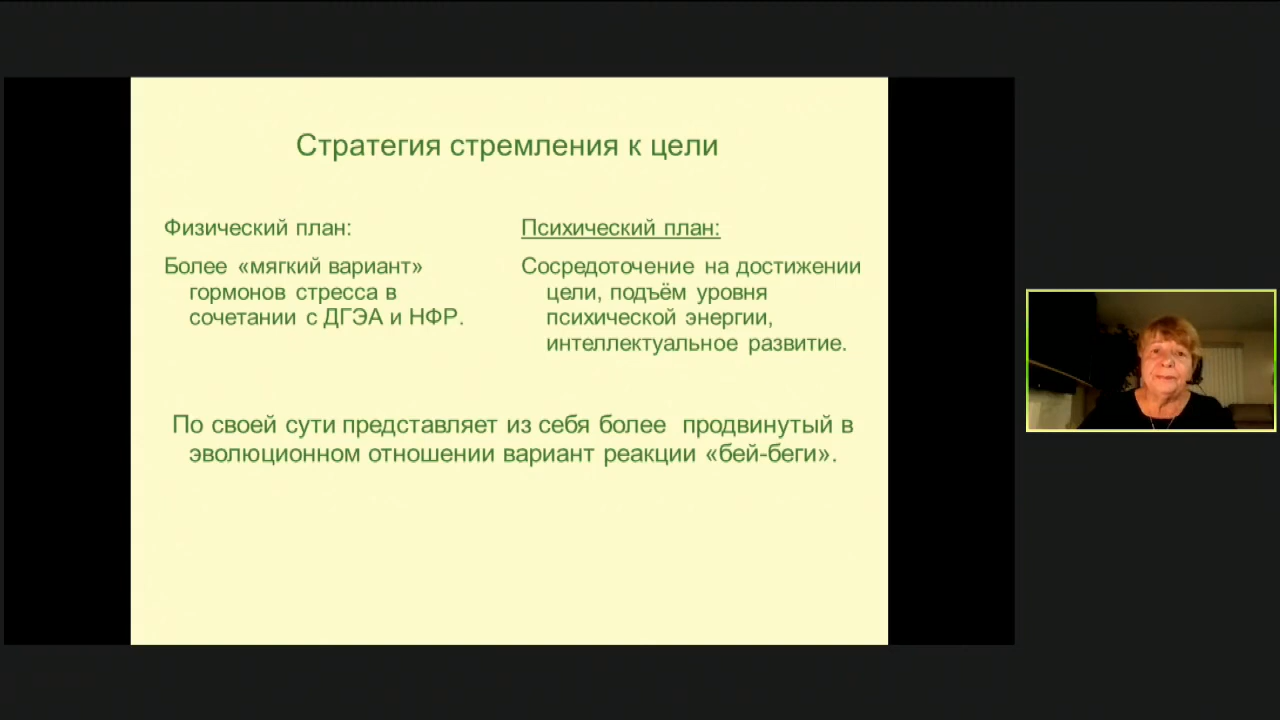 Стратегия стремления к цели
Физический план:
Более «мягкий вариант»
гормонов стресса в
сочетании с ДГЭА и НФР.
Психический план:
Сосредоточение на достижении
цели, подъём уровня
психической энергии,
интеллектуальное развитие.
По своей сути представляет из себя более продвинутый в
эволюционном отношении вариант реакции «бей-беги».